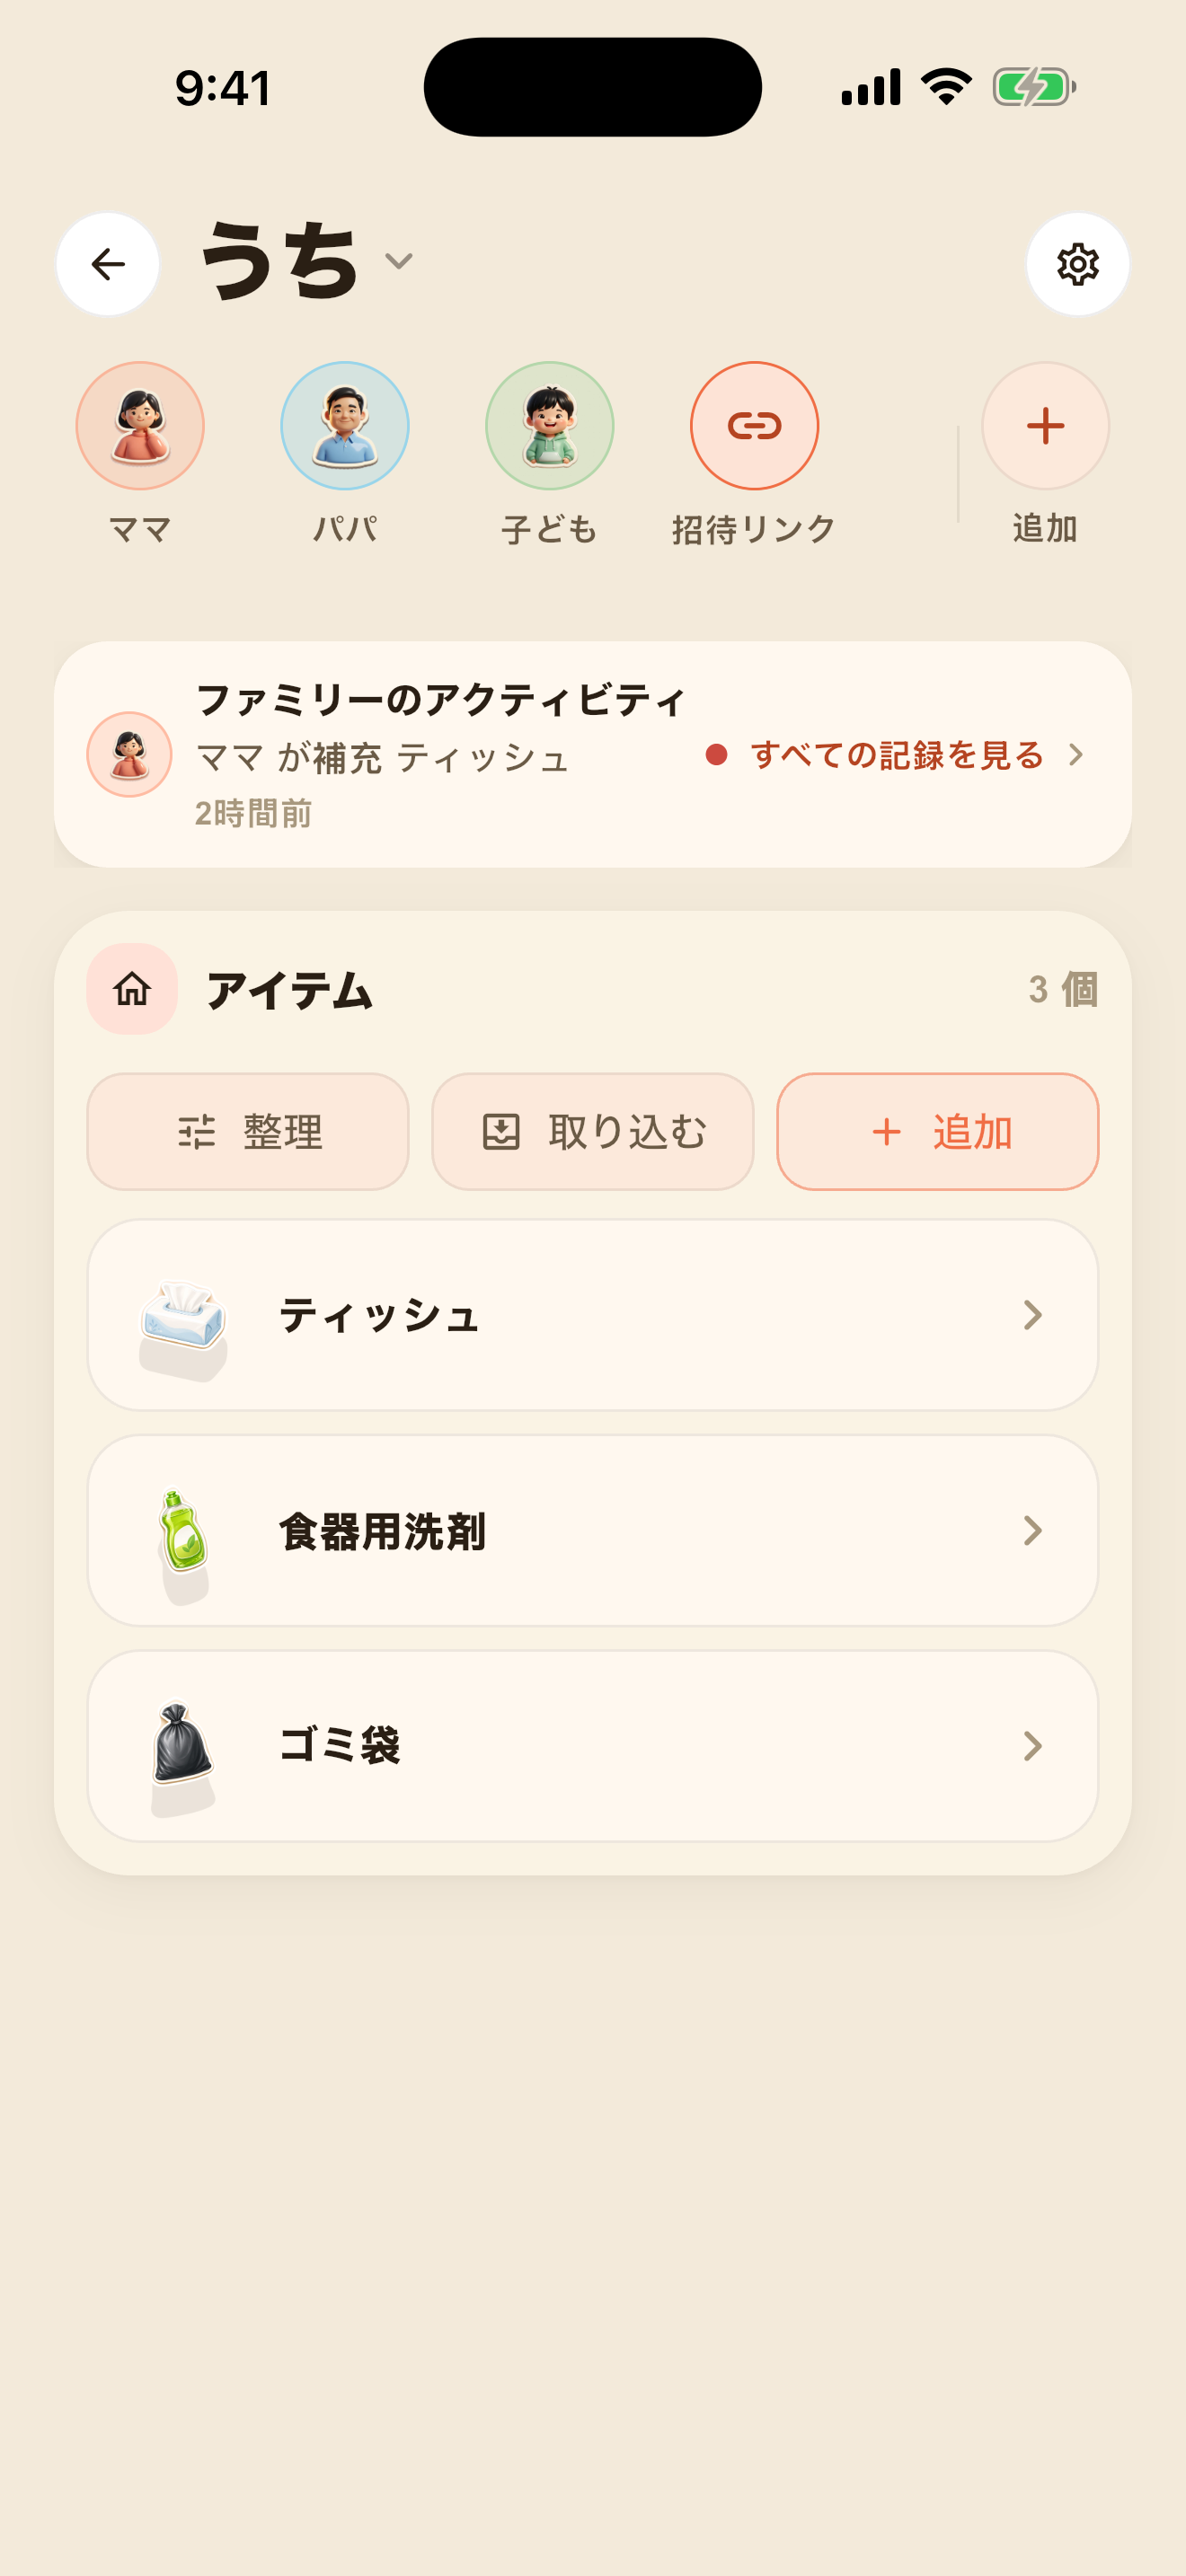 9:41
うち
ママ
パパ
子ども
招待リンク
追加
ファミリーのアクティビティ
ママ が補充 ティッシュ
2時間前
すべての記録を見る
アイテム
3 個
整理
取り込む
追加
ティッシュ
食器用洗剤
ゴミ袋